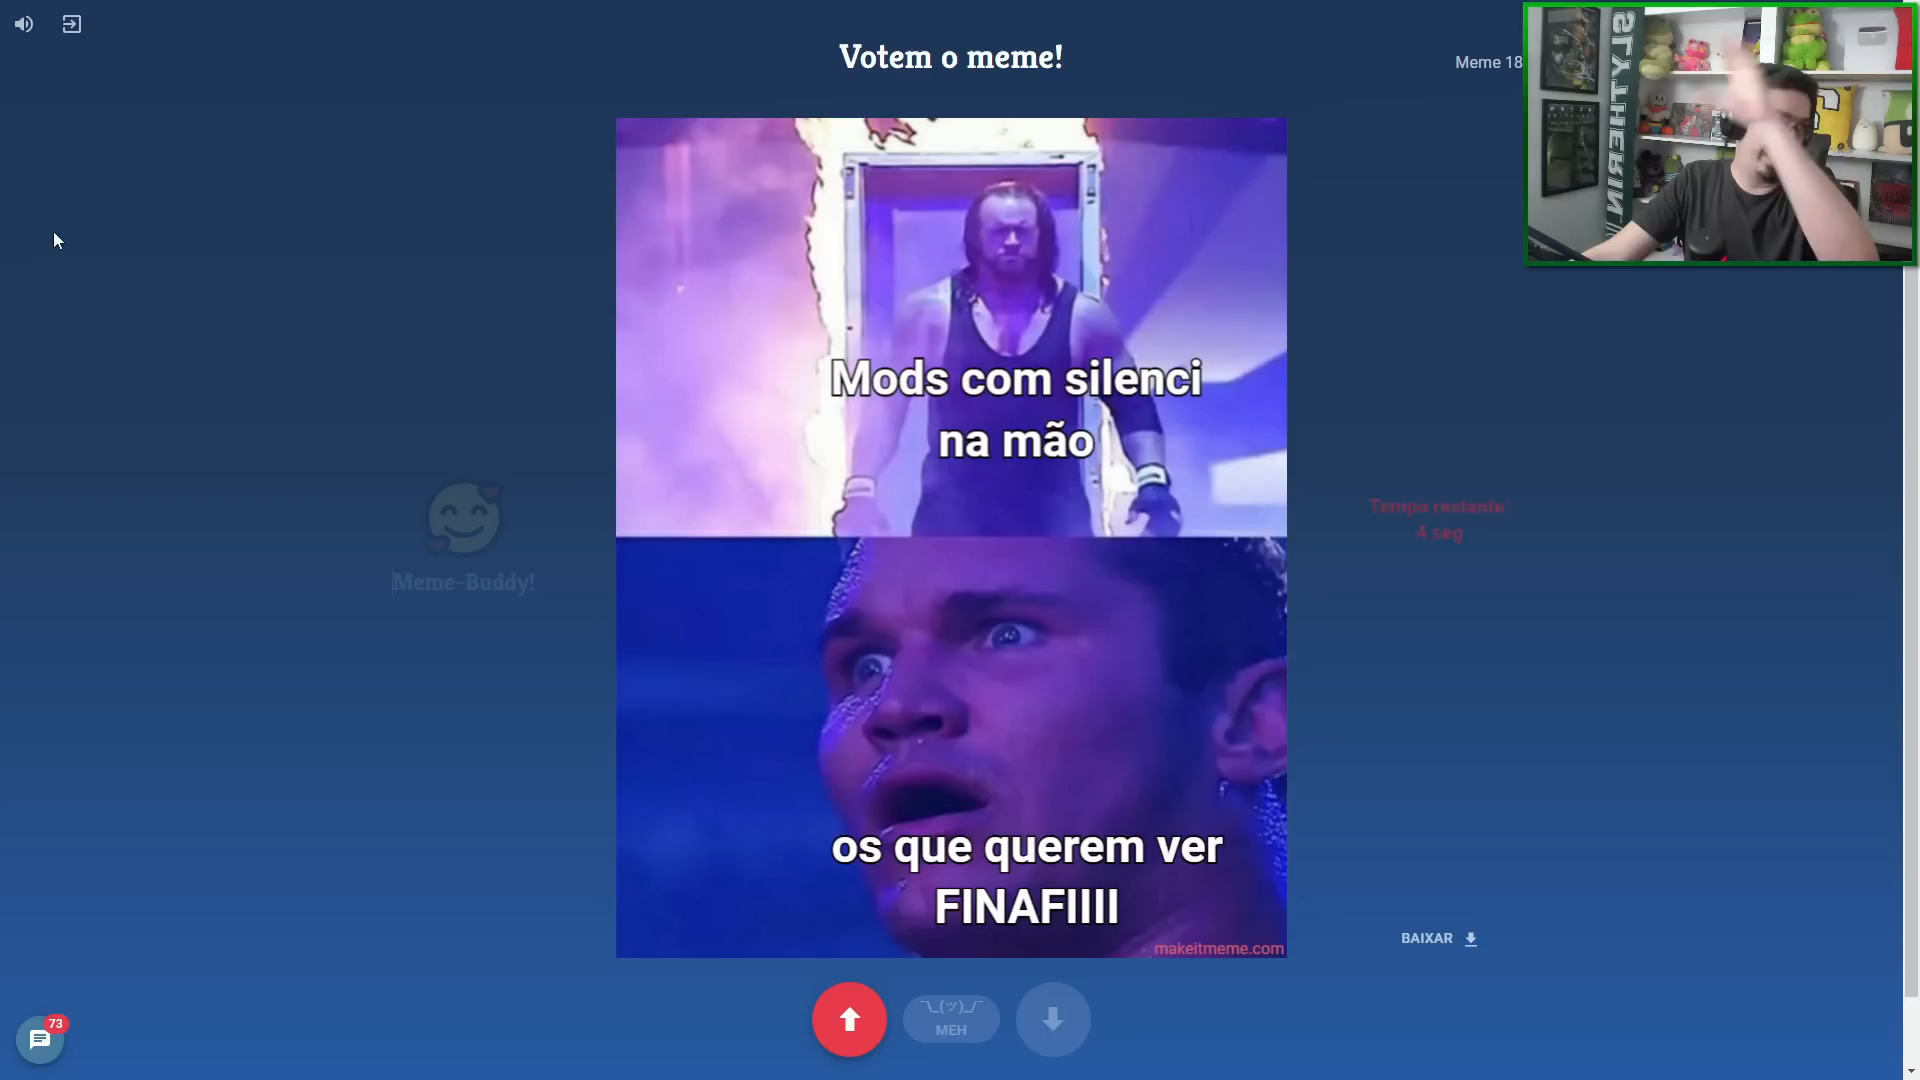 Votem o meme!
Meme 18
SLYTHERIN
Mods com silenci
na mão
Tempo restante:
4 seg
Meme-Buddy!
os que querem ver
FINAFIIII
makeitmeme.com
BAIXAR
73
¯\_(ツ)_/¯
MEH